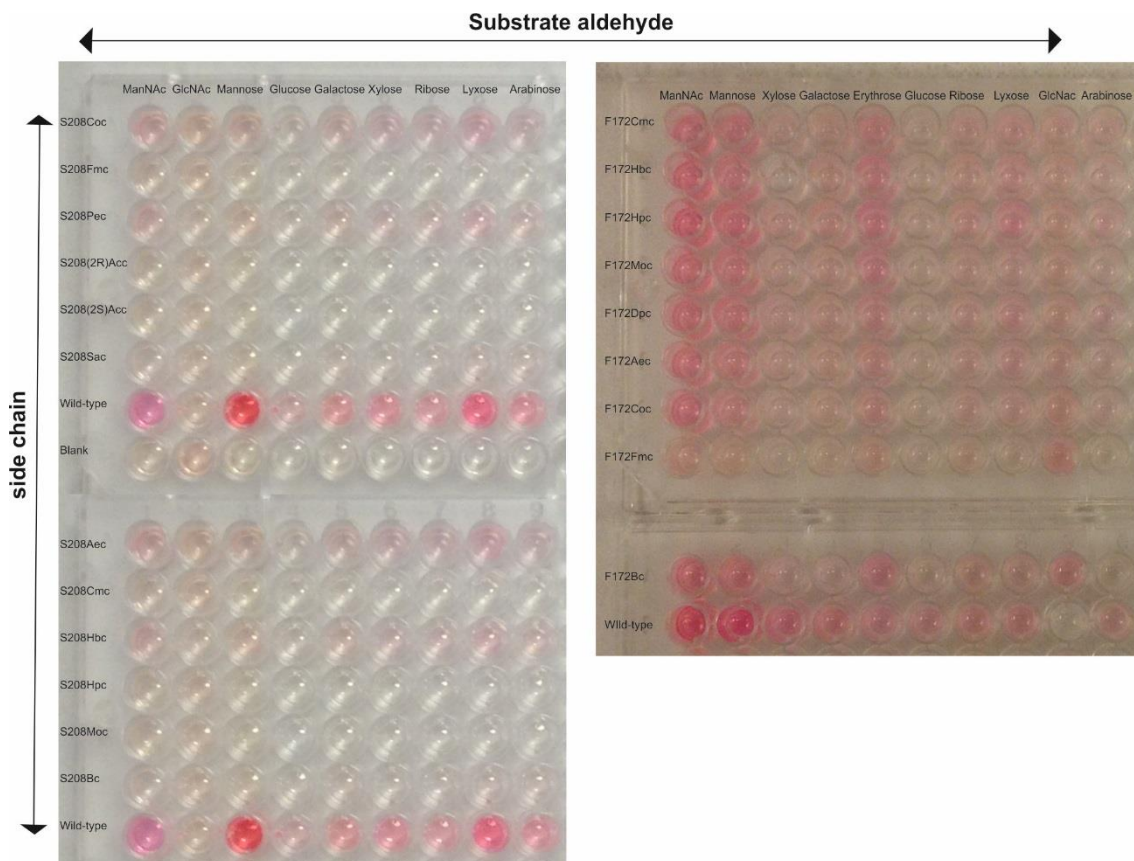 Substrate aldehyde
side chain
ManNAc GlcNAc Mannose Glucose Galactose Xylose Ribose Lyxose Arabinose
S208Coc
S208Fmc
S208Pec
S208(2R)Acc
S208(2S)Acc
S208Sac
Wild-type
Blank
S208Aec
S208Cmc
S208Hbc
S208Hpc
S208Moc
S208Bc
Wild-type
ManNAc Mannose Xylose Galactose Erythrose Glucose Ribose Lyxose GlcNac Arabinose
F172Cmc
F172Hbc
F172Hpc
F172Moc
F172Dpc
F172Aec
F172Coc
F172Fmc
F172Bc
Wild-type